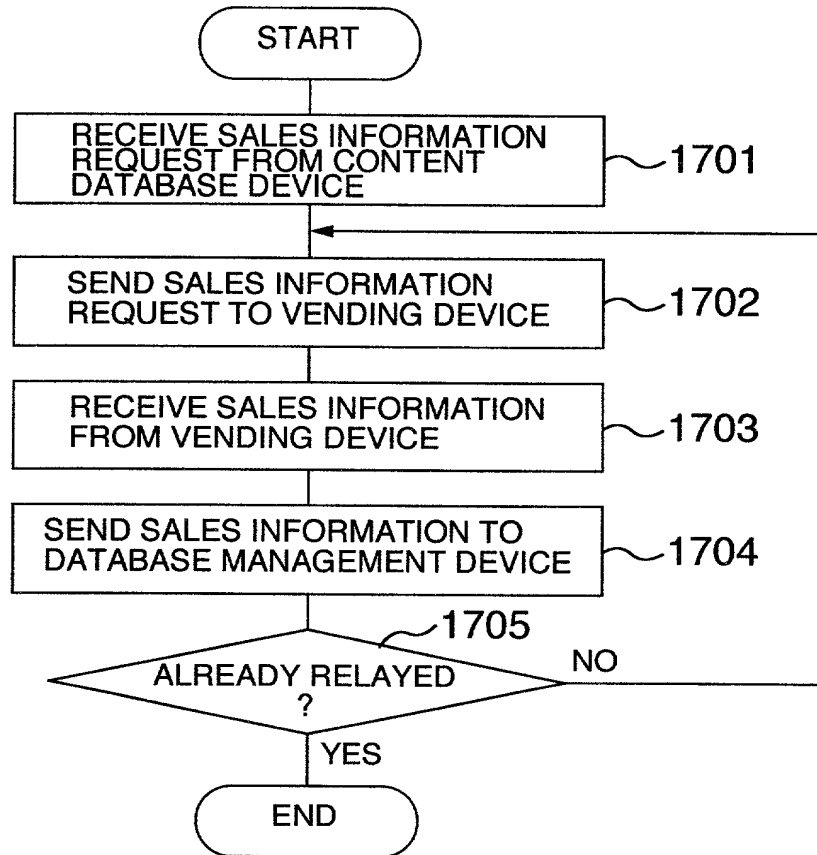 START
RECEIVE SALES INFORMATION
REQUEST FROM CONTENT
DATABASE DEVICE
1701
SEND SALES INFORMATION
REQUEST TO VENDING DEVICE
1702
RECEIVE SALES INFORMATION
FROM VENDING DEVICE
1703
SEND SALES INFORMATION TO
DATABASE MANAGEMENT DEVICE
1704
1705
ALREADY RELAYED
?
NO
YES
END